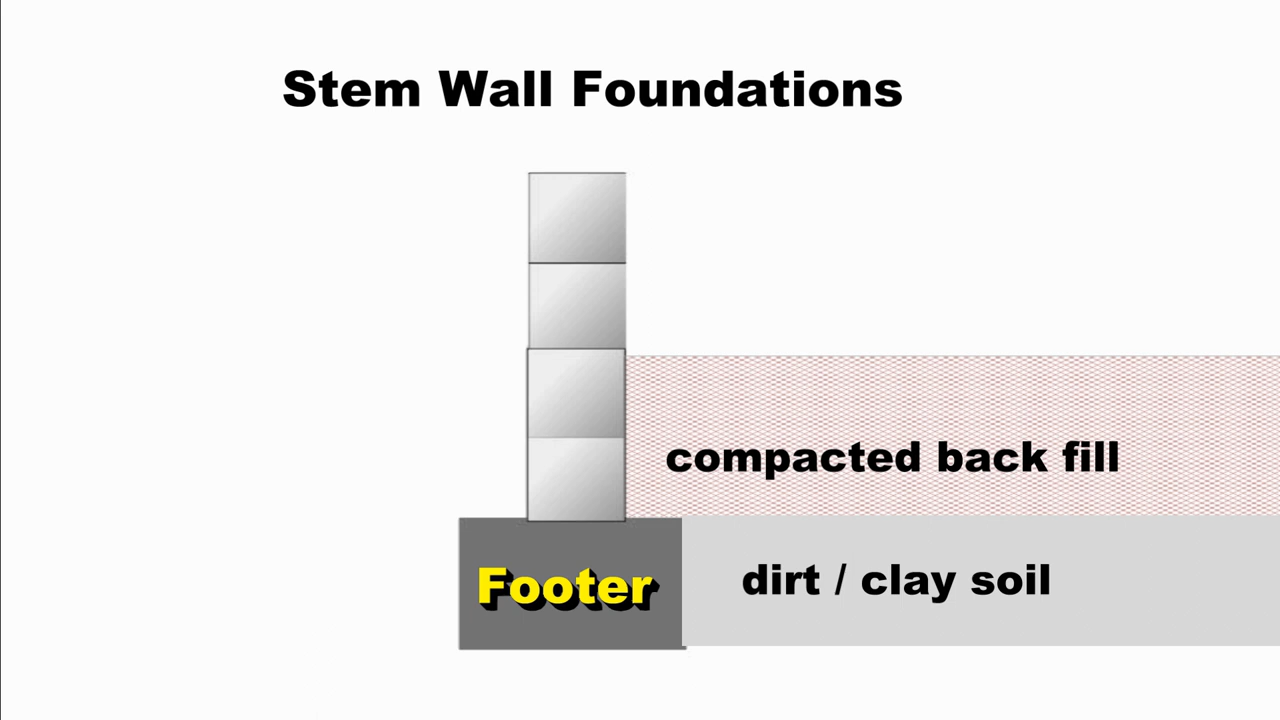 Stem Wall Foundations
compacted back fill
Footer
dirt / clay soil